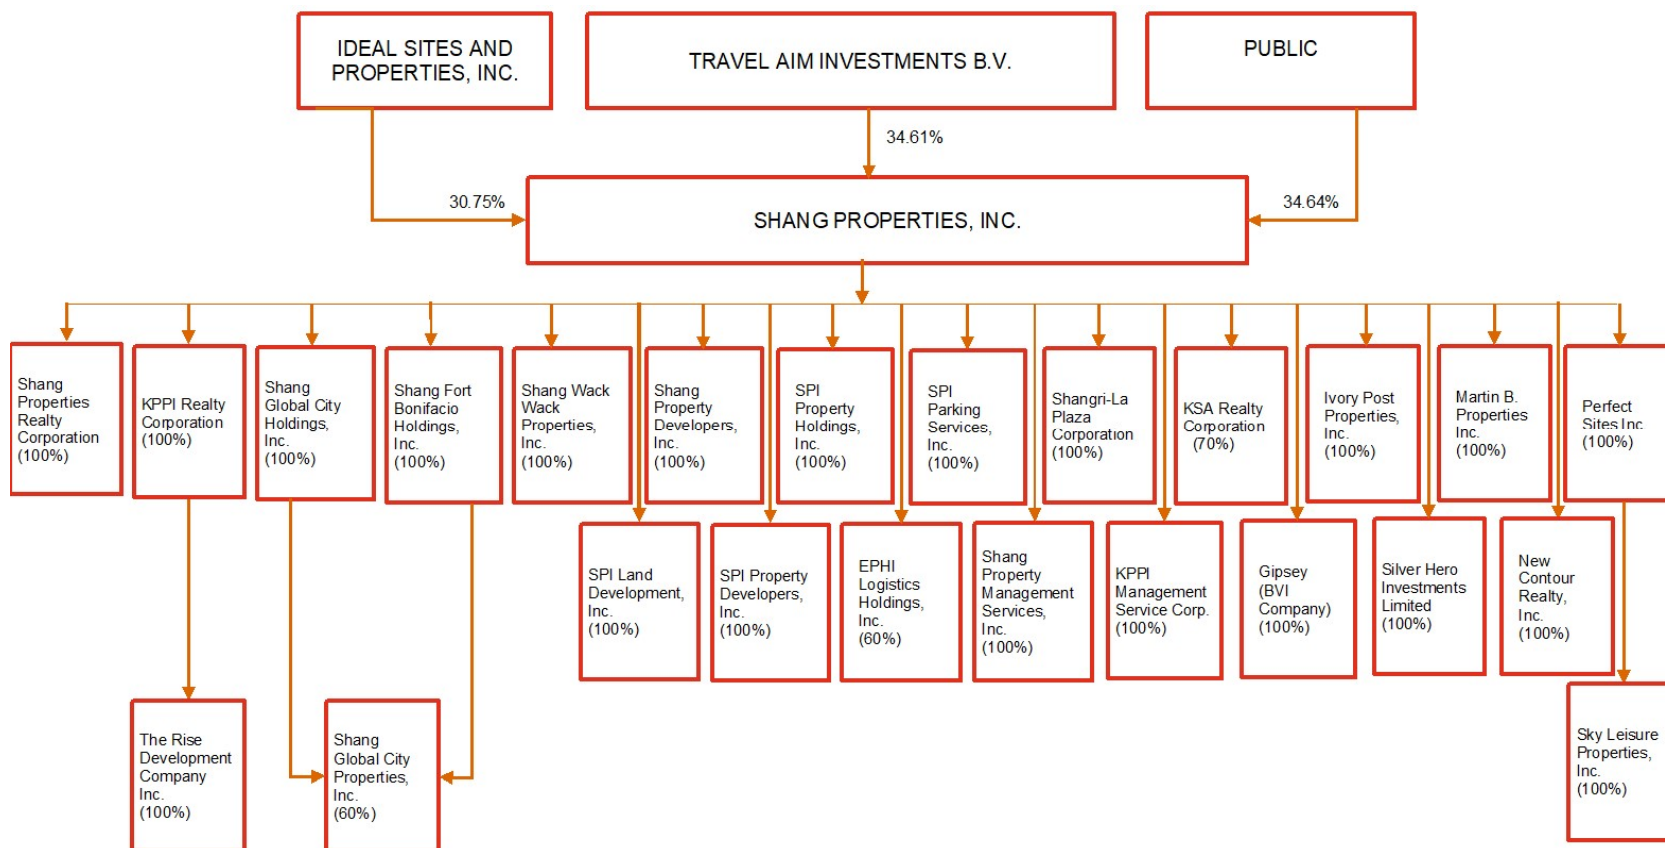 IDEAL SITES AND
PROPERTIES, INC.
TRAVEL AIM INVESTMENTS B.V.
PUBLIC
34.61%
30.75%
34.64%
SHANG PROPERTIES, INC.
Shang
Properties
Realty
Corporation
(100%)
KPPI Realty
Corporation
(100%)
Shang
Global City
Holdings,
Inc.
(100%)
Shang Fort
Bonifacio
Holdings,
Inc.
(100%)
Shang Wack
Wack
Properties,
Inc.
(100%)
Shang
Property
Developers,
Inc.
(100%)
SPI
Property
Holdings,
Inc.
(100%)
SPI
Parking
Services,
Inc.
(100%)
Shangri-La
Plaza
Corporation
(100%)
KSA Realty
Corporation
(70%)
Ivory Post
Properties,
Inc.
(100%)
Martin B.
Properties
Inc.
(100%)
Perfect
Sites Inc
(100%)
SPI Land
Development,
Inc.
(100%)
SPI Property
Developers,
Inc.
(100%)
EPHI
Logistics
Holdings,
Inc.
(60%)
Shang
Property
Management
Services,
Inc.
(100%)
KPPI
Management
Service Corp.
(100%)
Gipsey
(BVI
Company)
(100%)
Silver Hero
Investments
Limited
(100%)
New
Contour
Realty,
Inc.
(100%)
The Rise
Development
Company
Inc.
(100%)
Shang
Global City
Properties,
Inc.
(60%)
Sky Leisure
Properties,
Inc.
(100%)